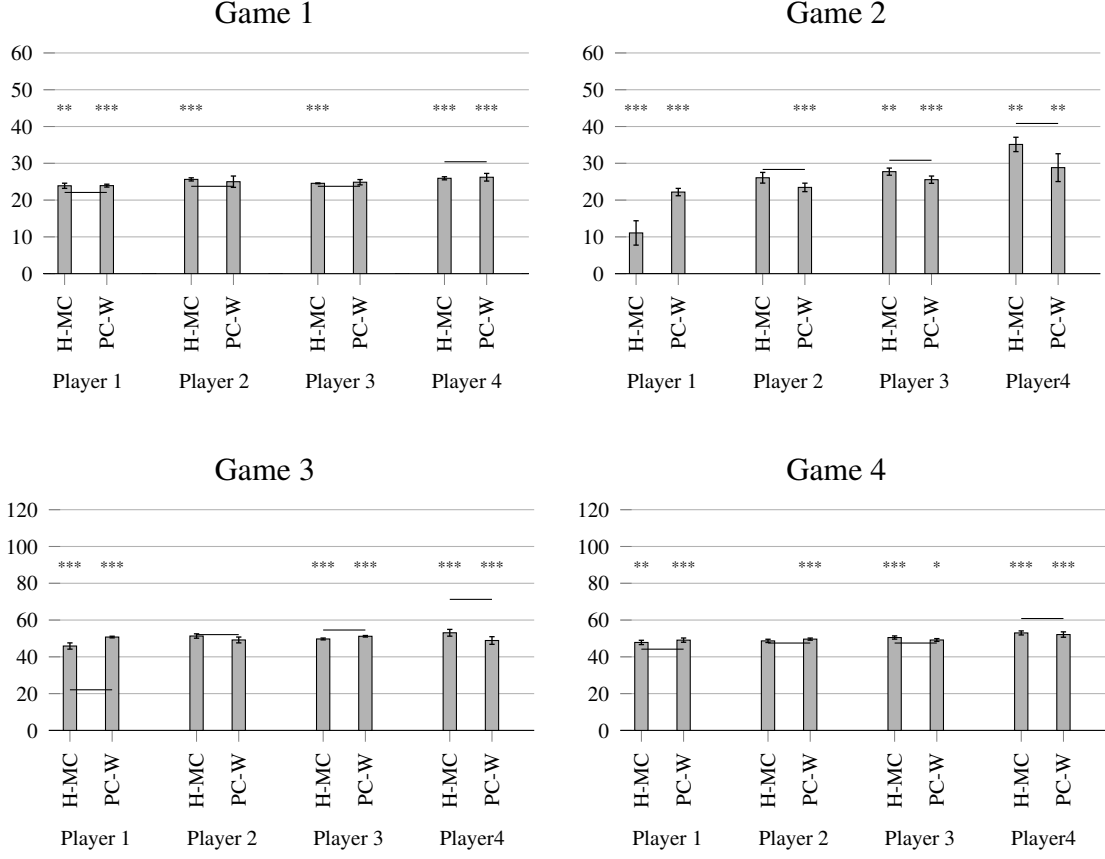 Game 1
60
50
40
30
20
10
0
** *** *** *** *** ***
H-MC PC-W H-MC PC-W H-MC PC-W H-MC PC-W
Player 1 Player 2 Player 3 Player 4
Game 2
60
50
40
30
20
10
0
*** *** *** ** *** ** **
H-MC PC-W H-MC PC-W H-MC PC-W H-MC PC-W
Player 1 Player 2 Player 3 Player4
Game 3
120
100
80
60
40
20
0
*** *** *** *** *** ***
H-MC PC-W H-MC PC-W H-MC PC-W H-MC PC-W
Player 1 Player 2 Player 3 Player4
Game 4
120
100
80
60
40
20
0
** *** *** *** * *** ***
H-MC PC-W H-MC PC-W H-MC PC-W H-MC PC-W
Player 1 Player 2 Player 3 Player4